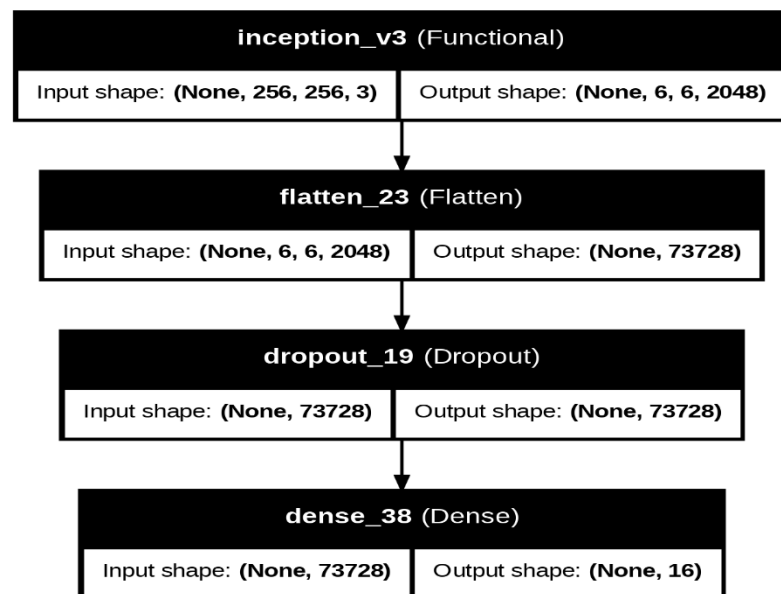 inception_v3 (Functional)
Input shape: (None, 256, 256, 3) Output shape: (None, 6, 6, 2048)
flatten_23 (Flatten)
Input shape: (None, 6, 6, 2048) Output shape: (None, 73728)
dropout_19 (Dropout)
Input shape: (None, 73728) Output shape: (None, 73728)
dense_38 (Dense)
Input shape: (None, 73728) Output shape: (None, 16)